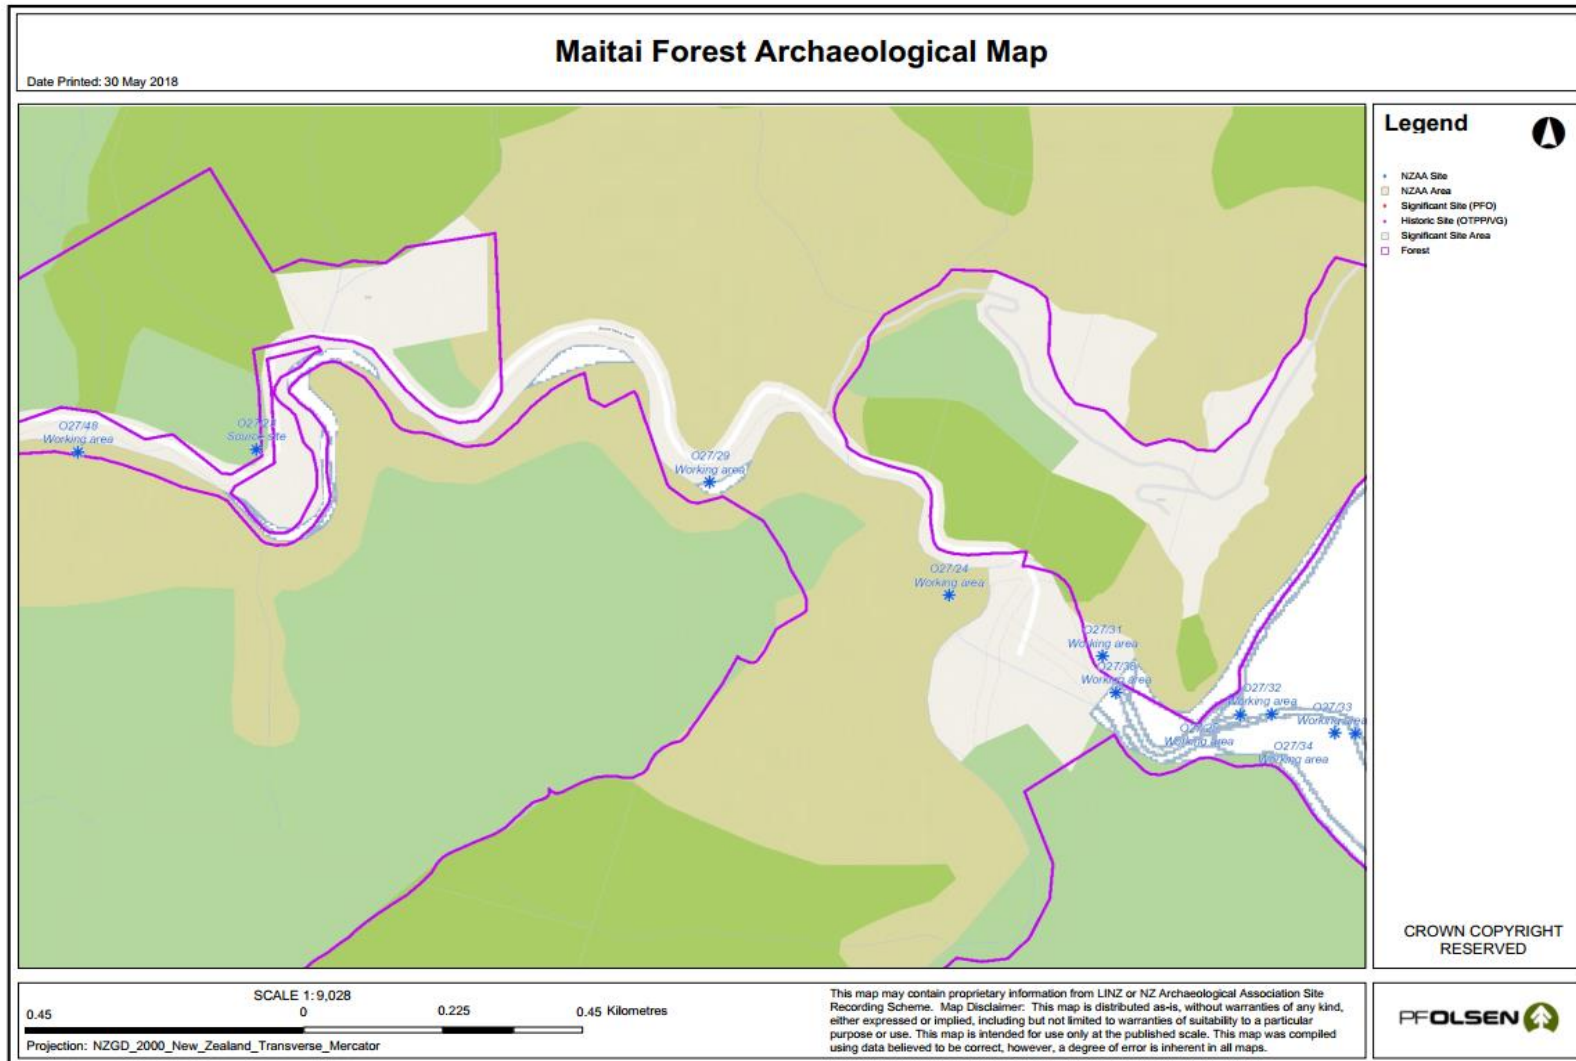 Maitai Forest Archaeological Map
Date Printed: 30 May 2018
Legend
NZAA Site
NZAA Area
Significant Site (PFO)
Historic Site (OTPP/VG)
Significant Site Area
Forest
O27/48
Working area
Source site
O27/29
Working area
O27/24
Working area
O27/31
Working area
Working area
O27/32
Working area
O27/33
Working area
Working area
O27/34
Working area
CROWN COPYRIGHT
RESERVED
SCALE 1:9,028
0.45 0 0.225 0.45 Kilometres
Projection: NZGD_2000_New_Zealand_Transverse_Mercator
This map may contain proprietary information from LINZ or NZ Archaeological Association Site
Recording Scheme. Map Disclaimer: This map is distributed as-is, without warranties of any kind,
either expressed or implied, including but not limited to warranties of suitability to a particular
purpose or use. This map is intended for use only at the published scale. This map was compiled
using data believed to be correct, however, a degree of error is inherent in all maps.
PF OLSEN